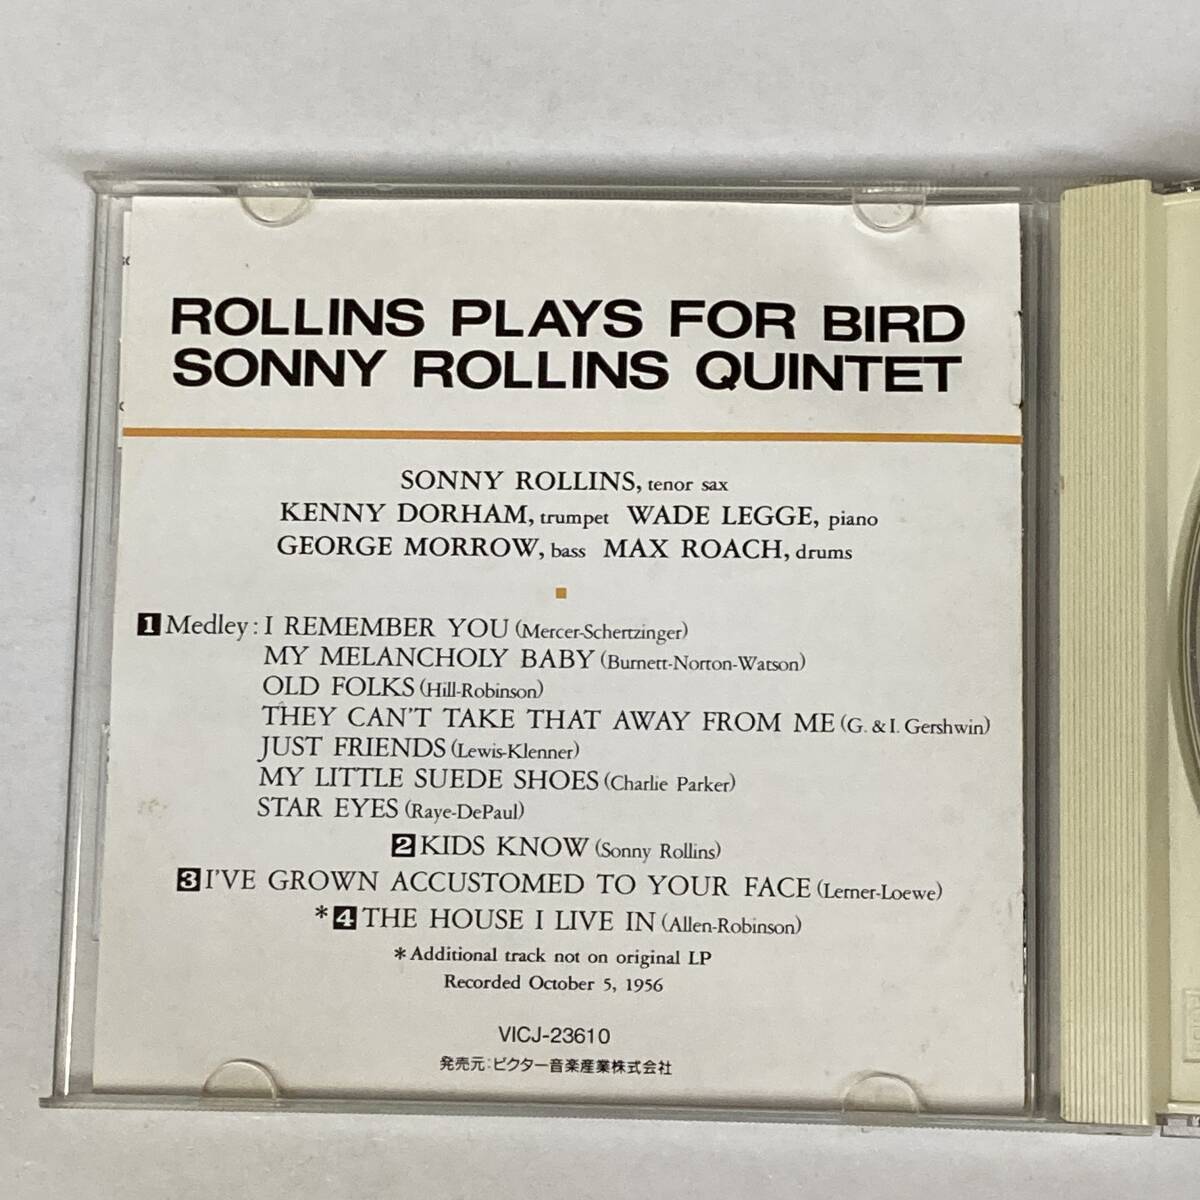 ROLLINS PLAYS FOR BIRD
SONNY ROLLINS QUINTET
SONNY ROLLINS, tenor sax
KENNY DORHAM, trumpet WADE LEGGE, piano
GEORGE MORROW, bass MAX ROACH, drums
1 Medley: I REMEMBER YOU (Mercer-Schertzinger)
MY MELANCHOLY BABY (Burnett-Norton-Watson)
OLD FOLKS (Hill-Robinson)
THEY CAN'T TAKE THAT AWAY FROM ME (G. & I. Gershwin)
JUST FRIENDS (Lewis-Klenner)
MY LITTLE SUEDE SHOES (Charlie Parker)
STAR EYES (Raye-DePaul)
2 KIDS KNOW (Sonny Rollins)
3 I'VE GROWN ACCUSTOMED TO YOUR FACE (Lerner-Loewe)
*4 THE HOUSE I LIVE IN (Allen-Robinson)
*Additional track not on original LP
Recorded October 5, 1956
VICJ-23610
発売元:ビクター音楽産業株式会社